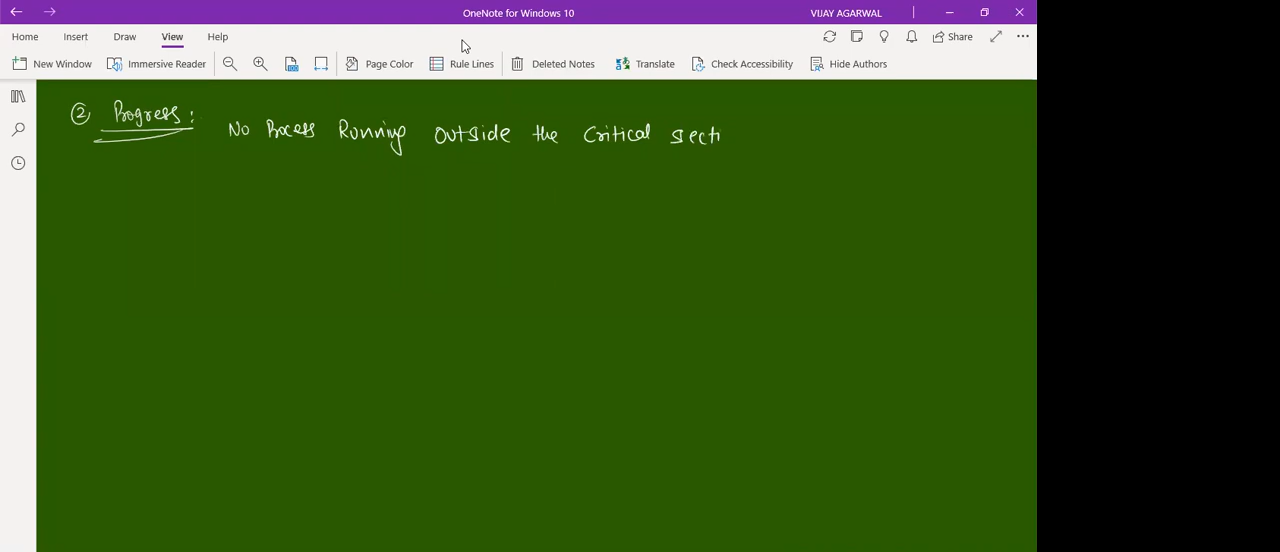 OneNote for Windows 10
VIJAY AGARWAL
Home Insert Draw View Help
Share
New Window Immersive Reader Page Color Rule Lines Deleted Notes Translate Check Accessibility Hide Authors
② Progress:
No Process Running outside the Critical secti